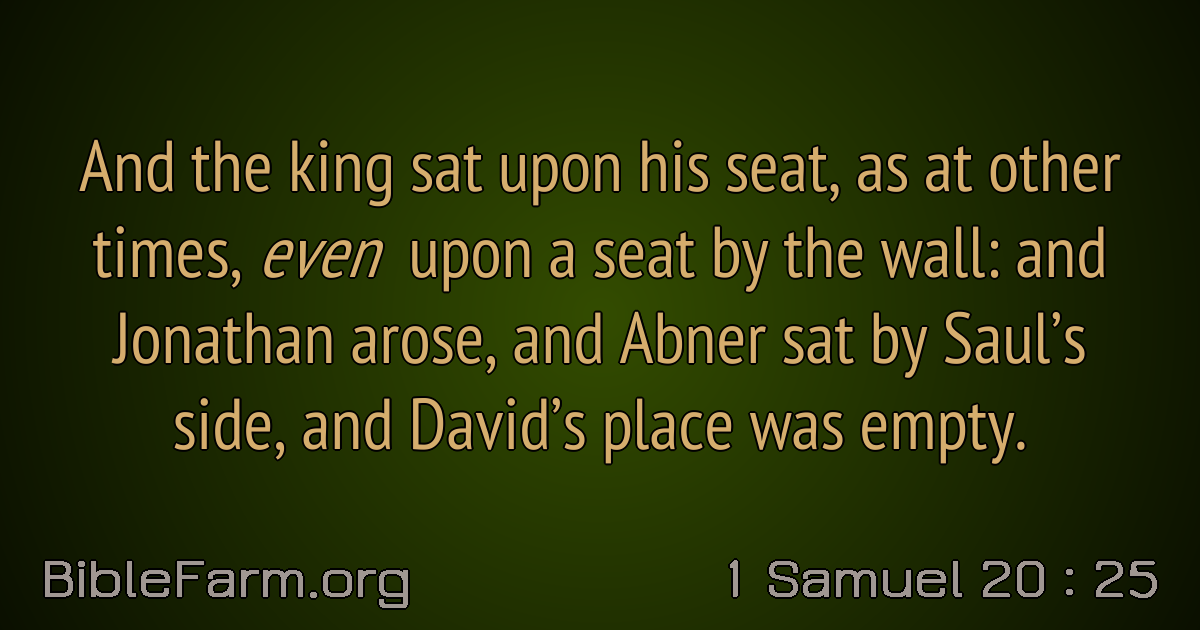 And the king sat upon his seat, as at other
times, even upon a seat by the wall: and
Jonathan arose, and Abner sat by Saul’s
side, and David’s place was empty.
BibleFarm.org
1 Samuel 20 : 25